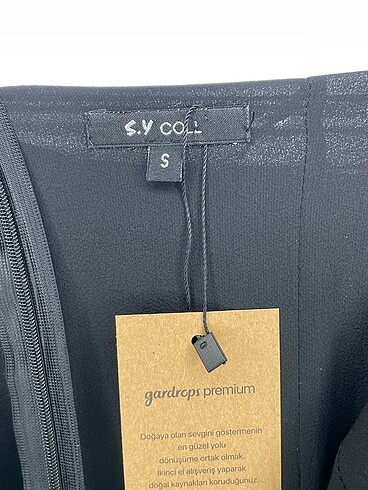 S.Y COLL
S
gardrops premium
Doğaya olan sevgini göstermenin
en güzel yolu
dönüşüme ortak olmak.
İkinci el alışveriş yaparak
doğal kaynakları koruduğunuz